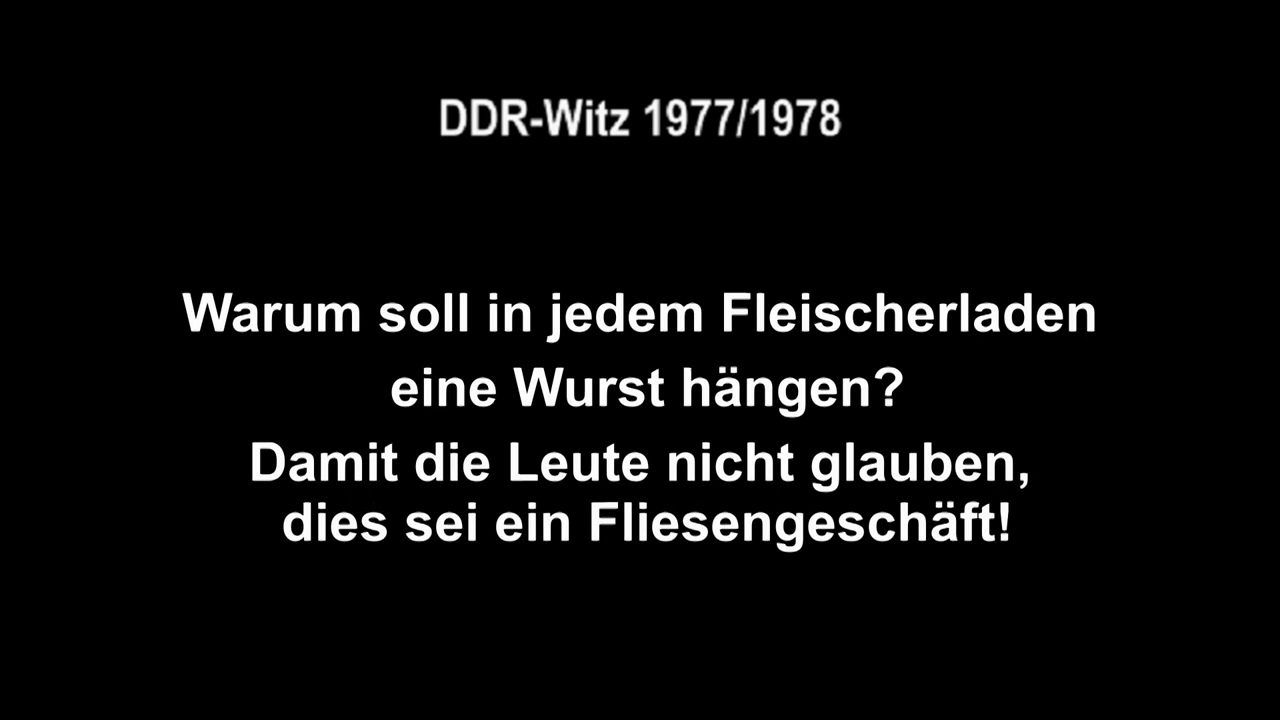 DDR-Witz 1977/1978
Warum soll in jedem Fleischerladen
eine Wurst hängen?
Damit die Leute nicht glauben,
dies sei ein Fliesengeschäft!